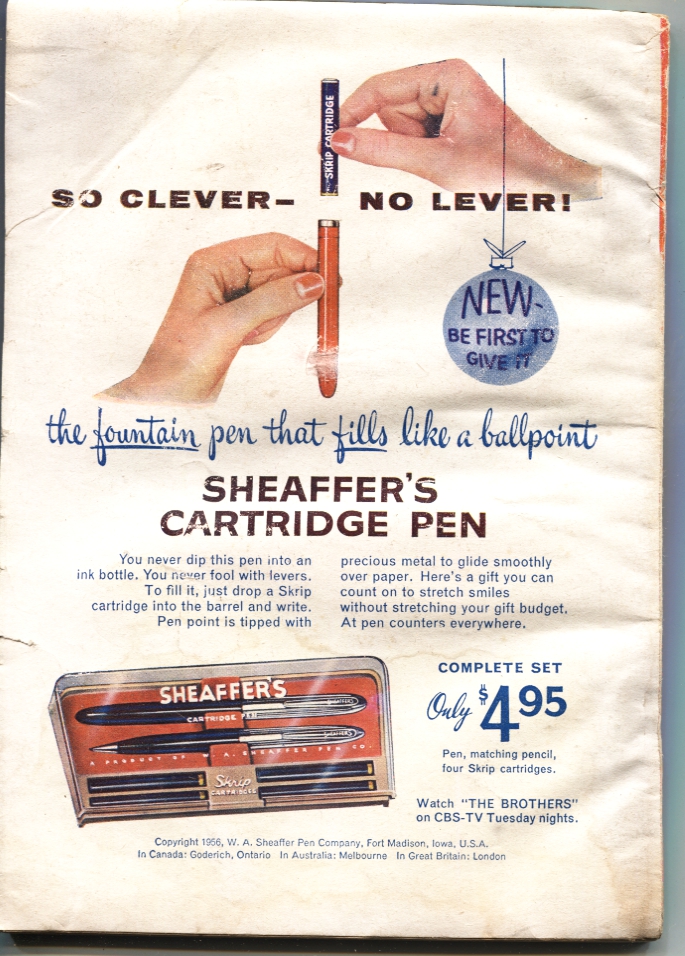 SKRIP CARTRIDGE
SO CLEVER— NO LEVER!
NEW-
BE FIRST TO
GIVE IT
the fountain pen that fills like a ballpoint
SHEAFFER'S
CARTRIDGE PEN
You never dip this pen into an
ink bottle. You never fool with levers.
To fill it, just drop a Skrip
cartridge into the barrel and write.
Pen point is tipped with
precious metal to glide smoothly
over paper. Here's a gift you can
count on to stretch smiles
without stretching your gift budget.
At pen counters everywhere.
SHEAFFER'S
CARTRIDGE PEN
SHEAFFER'S
A PRODUCT OF W. A. SHEAFFER PEN CO.
Skrip
CARTRIDGES
COMPLETE SET
Only $4.95
Pen, matching pencil,
four Skrip cartridges.
Watch "THE BROTHERS"
on CBS-TV Tuesday nights.
Copyright 1956, W. A. Sheaffer Pen Company, Fort Madison, Iowa, U.S.A.
In Canada: Goderich, Ontario In Australia: Melbourne In Great Britain: London